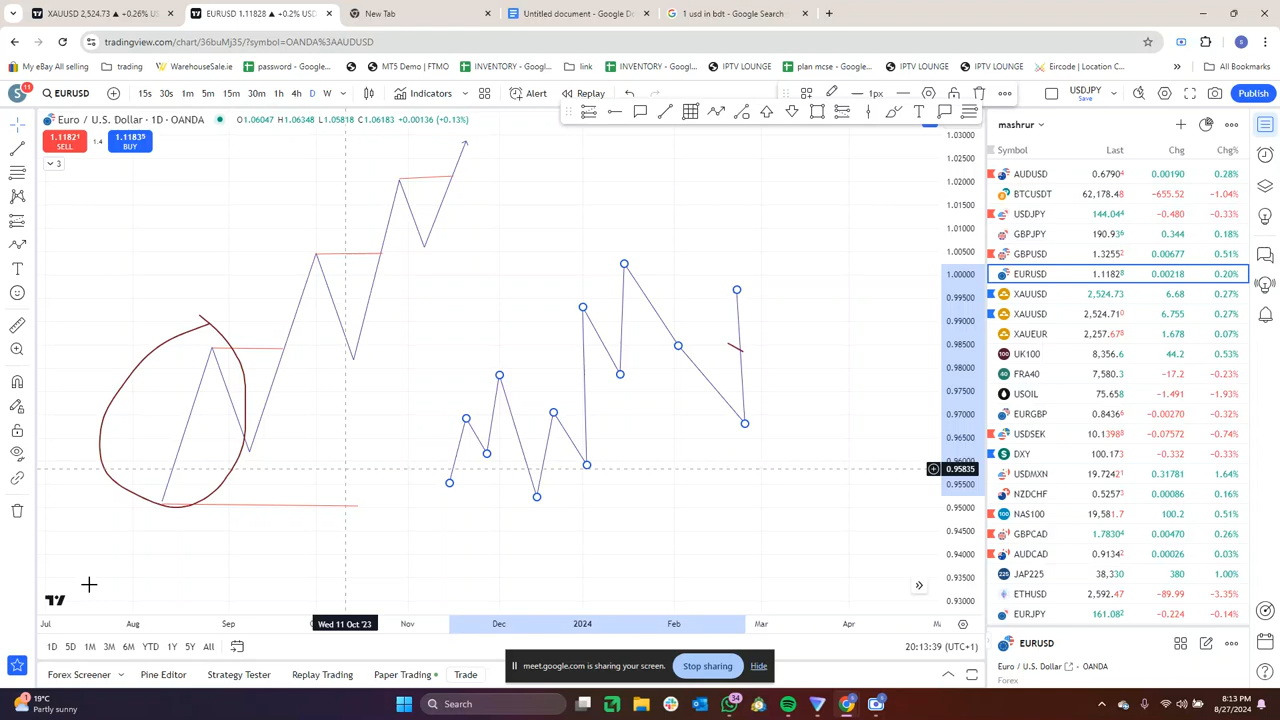 XAUUSD 2,524.73 ▲ +0.26% US
EURUSD 1.11828 ▲ +0.2% USD
New Tab
Untitled document - Google Do
1 usd in bdt - Google Search
tradingview.com/chart/36buMj35/?symbol=OANDA%3AAUDUSD
My eBay All selling
trading
WarehouseSale.ie
password - Google...
MT5 Demo | FTMO
INVENTORY - Googl...
link
INVENTORY - Googl...
IPTV LOUNGE
plan mcse - Google...
IPTV LOUNGE
IPTV LOUNGE
Eircode | Location C...
All Bookmarks
S
11
EURUSD
15s 30s 1m 5m 15m 30m 1h 4h D W
Indicators
Alert
Replay
1px
USDJPY
Save
Publish
Euro / U.S. Dollar · 1D · OANDA
O1.06047 H1.06348 L1.05818 C1.06183 +0.00136 (+0.13%)
1.11821
SELL
1.4
1.11835
BUY
3
1.03000
1.02500
1.02000
1.01500
1.01000
1.00500
1.00000
0.99500
0.99000
0.98500
0.98000
0.97500
0.97000
0.96500
0.96000
0.95835
0.95500
0.95000
0.94500
0.94000
0.93500
0.93000
Jul
Aug
Sep
Wed 11 Oct '23
Nov
Dec
2024
Feb
Mar
Apr
1D 5D 1M 3M 6M YTD 1Y 5Y All
20:13:39 (UTC+1)
Forex Screener
Pine Editor
Strategy Tester
Replay Trading
Paper Trading
Trade
meet.google.com is sharing your screen.
Stop sharing
Hide
mashrur
Symbol Last Chg Chg%
AUDUSD 0.67904 0.00190 0.28%
BTCUSDT 62,178.48 −655.52 −1.04%
USDJPY 144.044 −0.480 −0.33%
GBPJPY 190.936 0.344 0.18%
GBPUSD 1.32552 0.00677 0.51%
EURUSD 1.11828 0.00218 0.20%
XAUUSD 2,524.73 6.68 0.27%
XAUUSD 2,524.710 6.755 0.27%
XAUEUR 2,257.678 1.678 0.07%
UK100 8,356.6 44.2 0.53%
FRA40 7,580.3 −17.2 −0.23%
USOIL 75.658 −1.491 −1.93%
EURGBP 0.84366 −0.00270 −0.32%
USDSEK 10.13983 −0.07572 −0.74%
DXY 100.173 −0.332 −0.33%
USDMXN 19.72421 0.31781 1.64%
NZDCHF 0.52573 0.00086 0.16%
NAS100 19,581.7 100.2 0.51%
GBPCAD 1.78304 0.00470 0.26%
AUDCAD 0.91342 0.00026 0.03%
JAP225 38,330 380 1.00%
ETHUSD 2,592.47 −89.99 −3.35%
EURJPY 161.082 −0.224 −0.14%
EURUSD
Euro / U.S. Dollar
OANDA
Forex
19°C
Partly sunny
Search
34
8:13 PM
8/27/2024